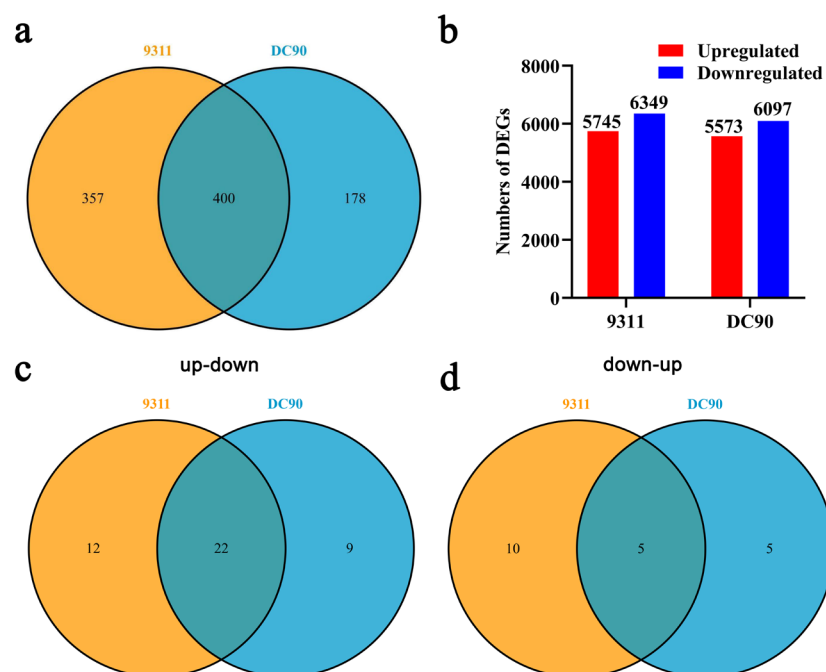 a
9311 DC90
357 400 178
b
Upregulated
Downregulated
Numbers of DEGs
8000
6000
4000
2000
0
5745 6349 5573 6097
9311 DC90
c
up-down
9311 DC90
12 22 9
d
down-up
9311 DC90
10 5 5